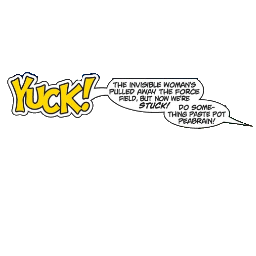 YUCK!
THE INVISIBLE WOMAN'S
PULLED AWAY THE FORCE
FIELD, BUT NOW WE'RE
STUCK!
DO SOME-
THING PASTE POT
PEABRAIN!